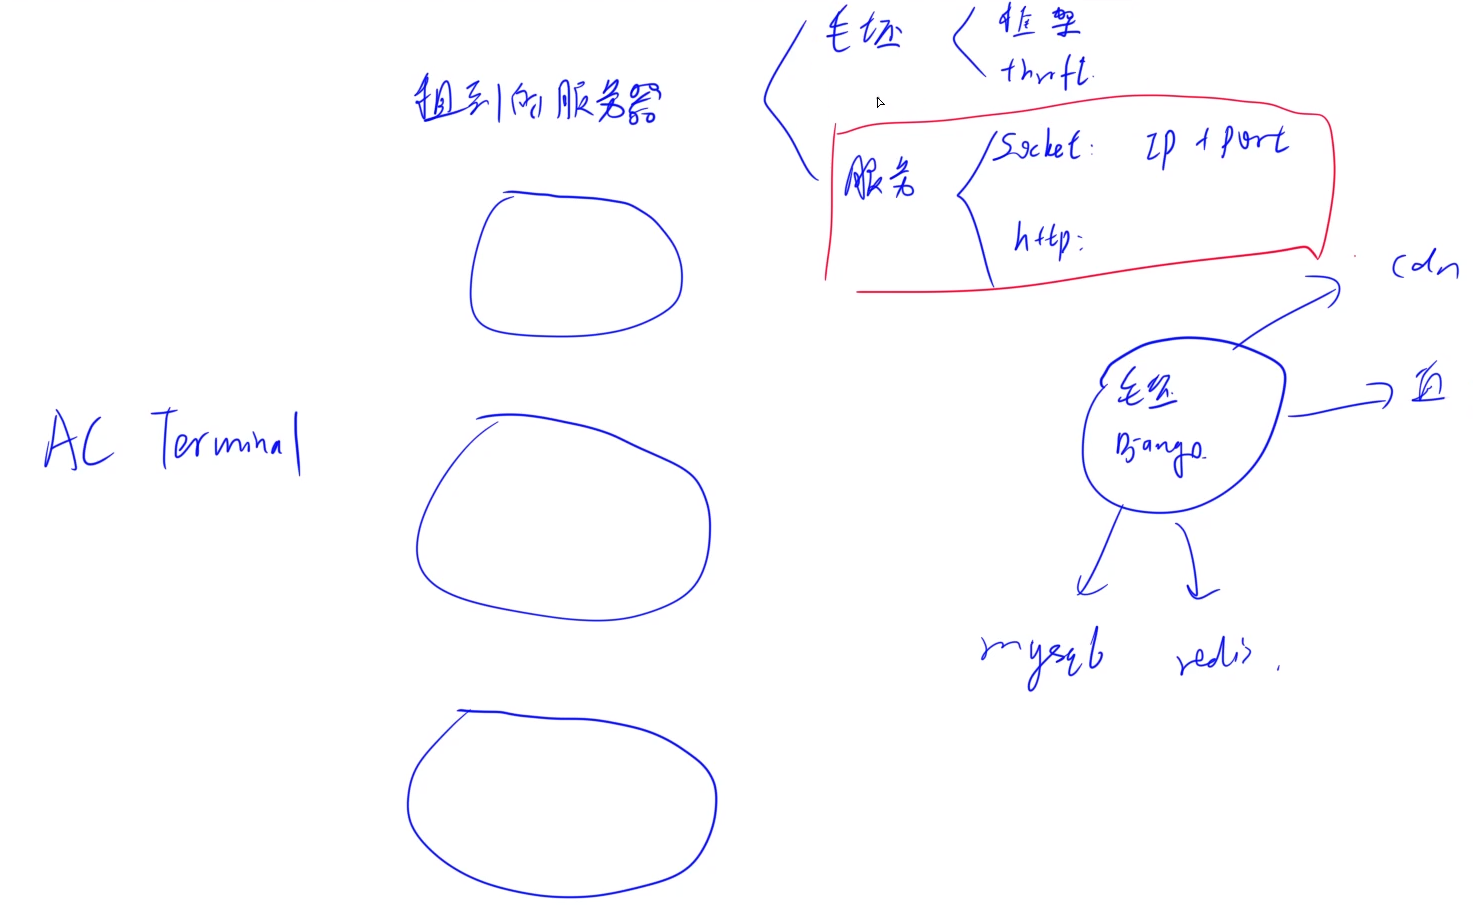 毛坯
框架
thrift.
租到的服务器
服务
Socket: IP + Port
http:
cdn
AC Terminal
毛坯
Django.
mysql
redis.